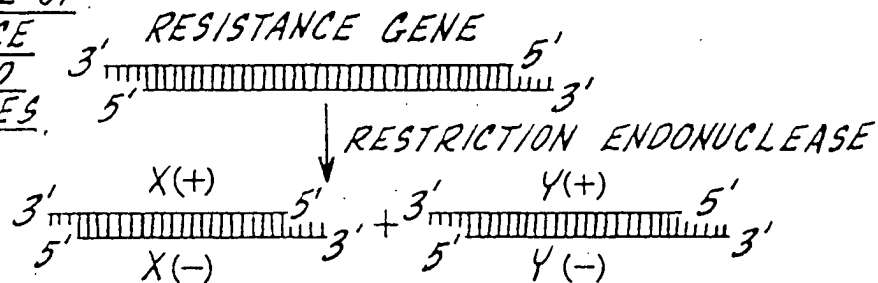 RESISTANCE GENE
3' 5'
5' 3'
RESTRICTION ENDONUCLEASE
X(+) Y(+)
3' 5' + 3' 5'
5' 3' 5' 3'
X(-) Y(-)